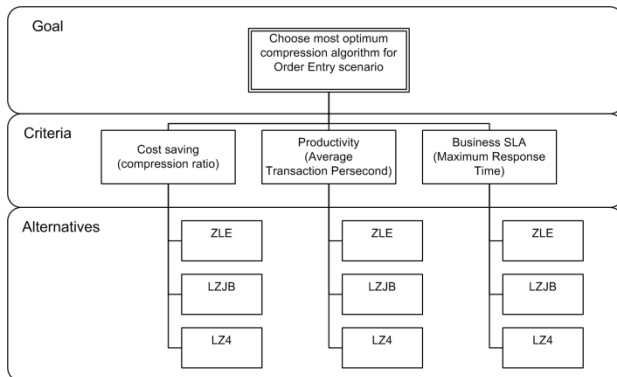 Goal
Choose most optimum
compression algorithm for
Order Entry scenario
Criteria
Cost saving
(compression ratio)
Productivity
(Average
Transaction Persecond)
Business SLA
(Maximum Response
Time)
Alternatives
ZLE
ZLE
ZLE
LZJB
LZJB
LZJB
LZ4
LZ4
LZ4